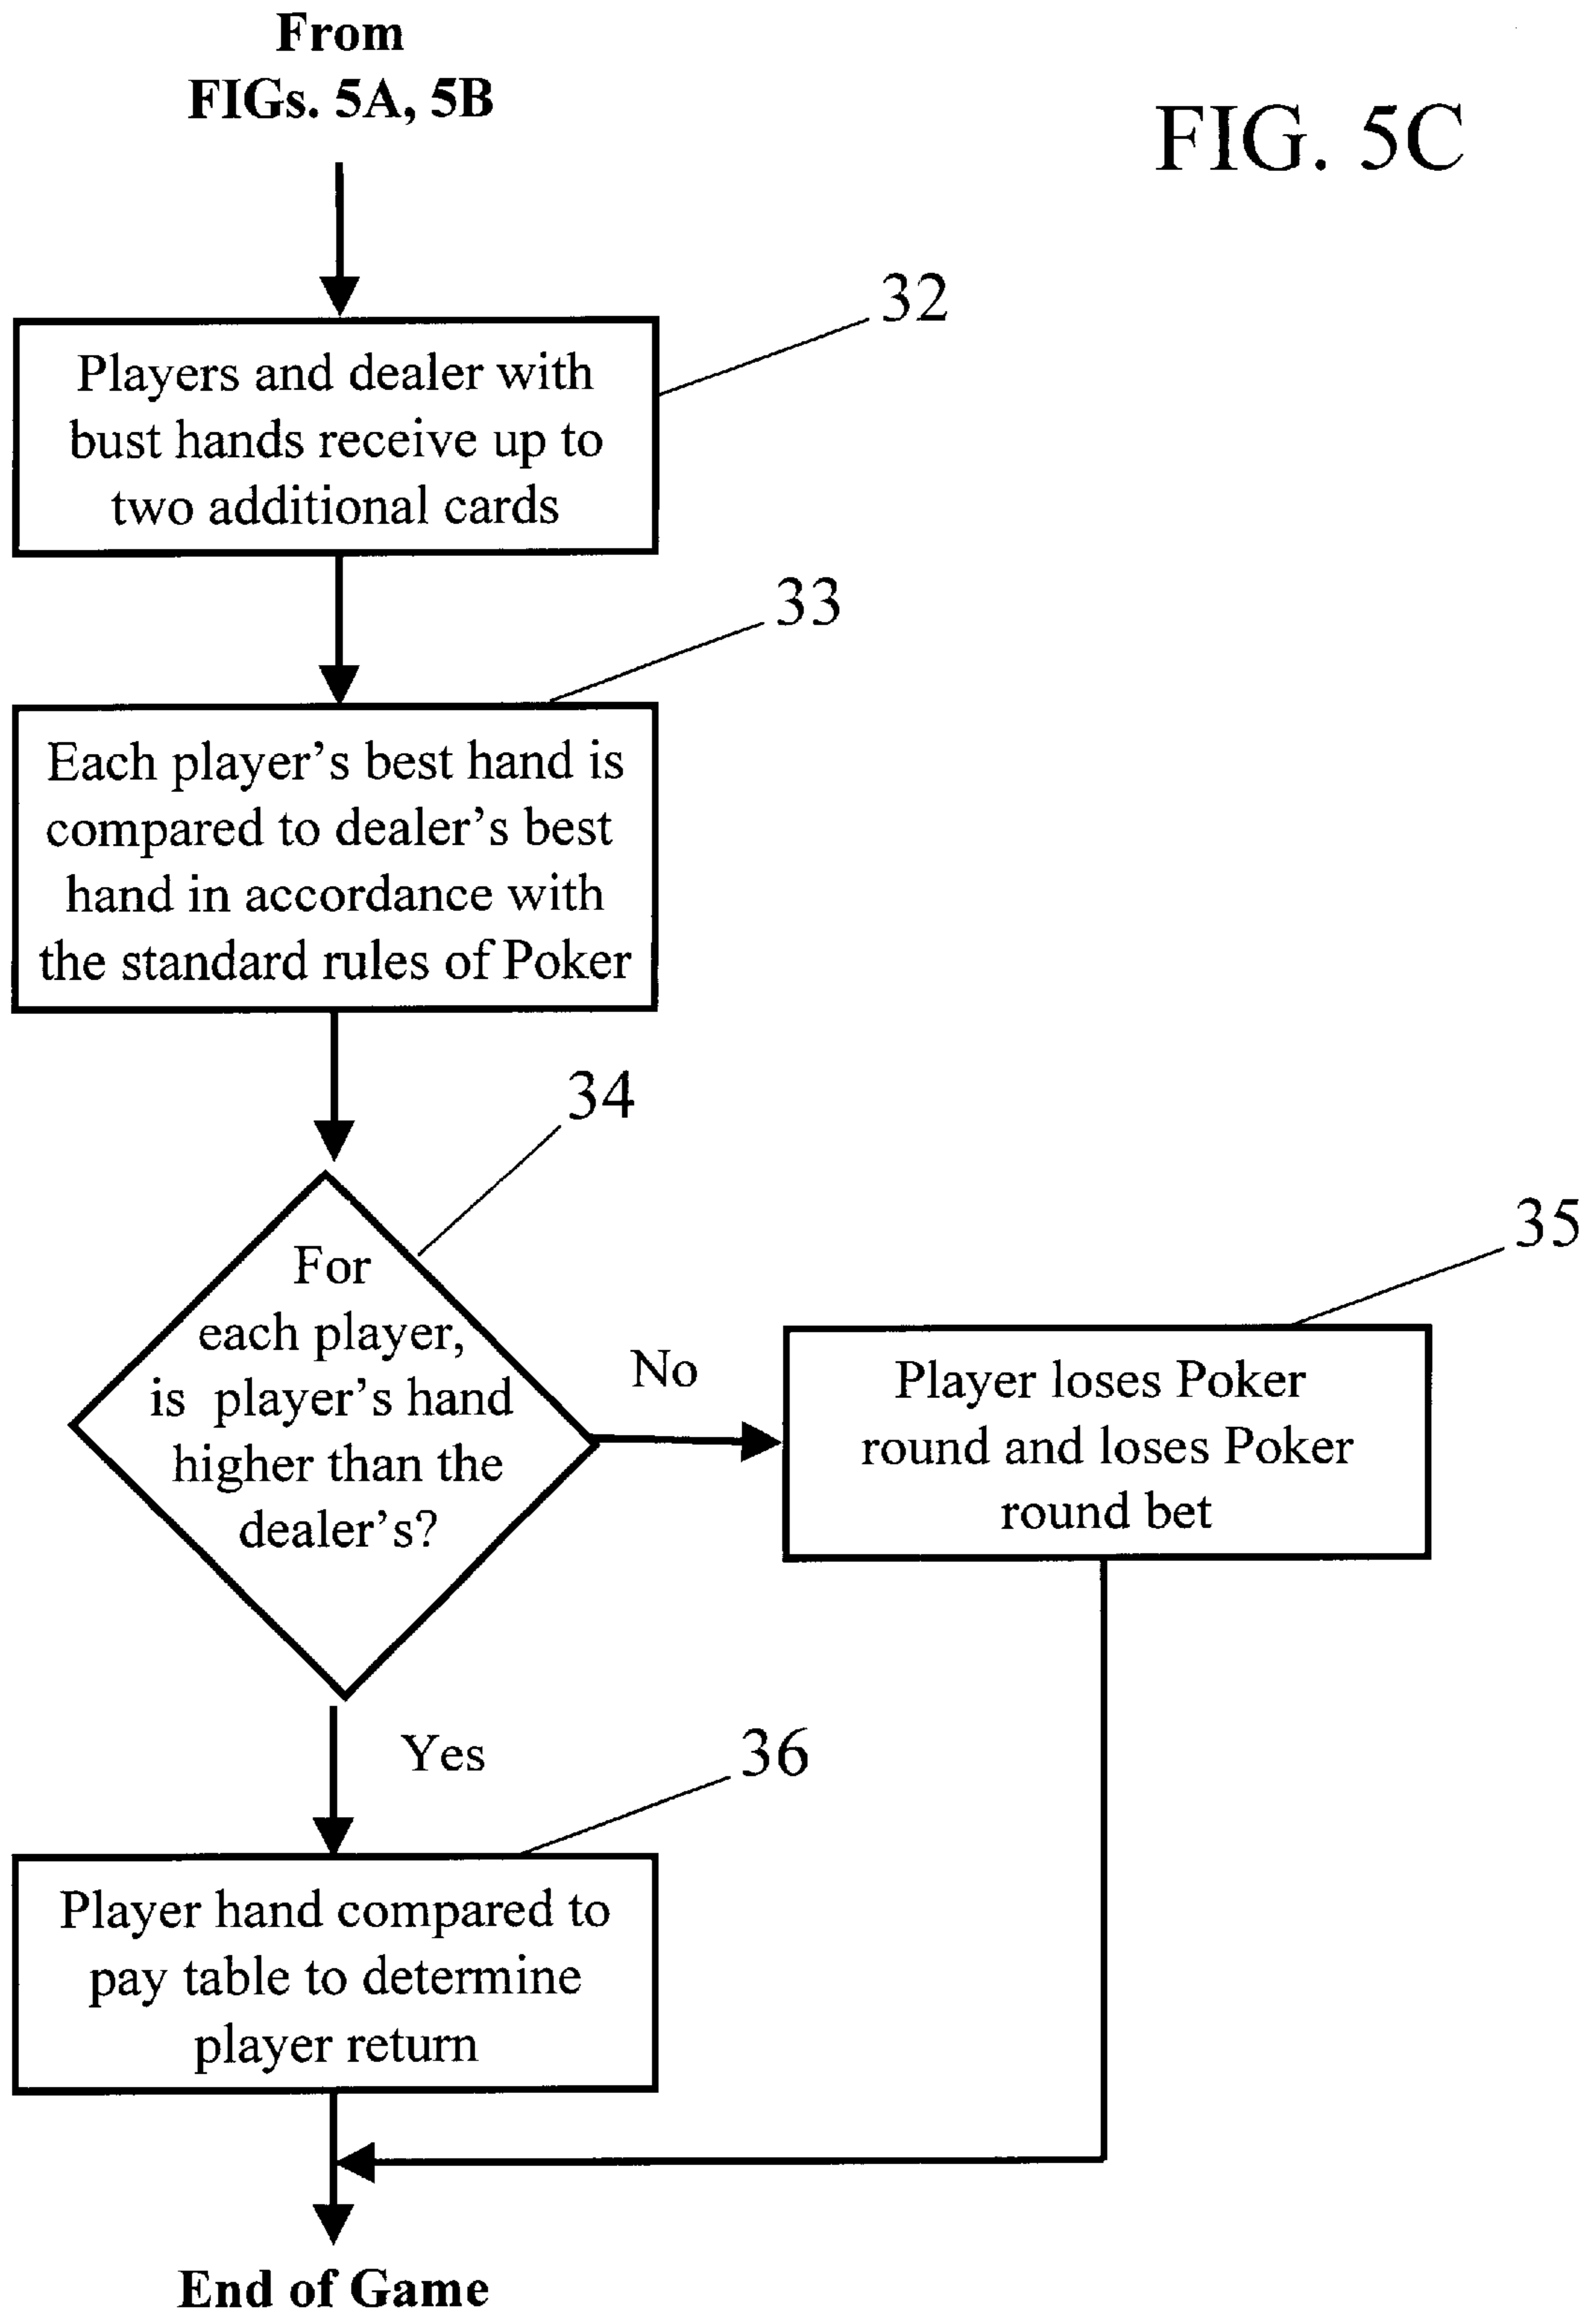 From
FIGs. 5A, 5B
FIG. 5C
32
Players and dealer with
bust hands receive up to
two additional cards
33
Each player's best hand is
compared to dealer's best
hand in accordance with
the standard rules of Poker
34
For
each player,
is player's hand
higher than the
dealer's?
No
35
Player loses Poker
round and loses Poker
round bet
Yes
36
Player hand compared to
pay table to determine
player return
End of Game